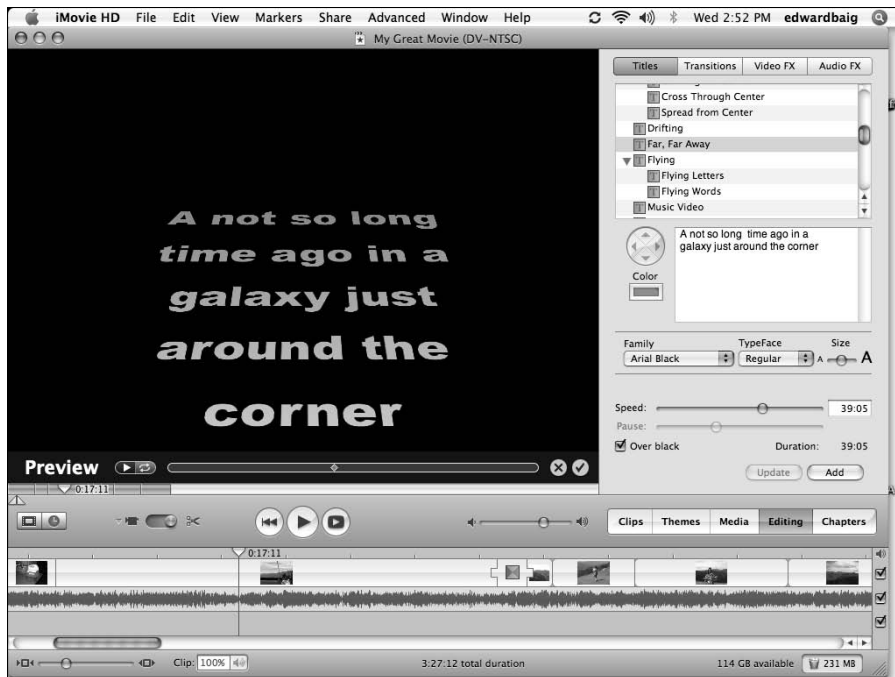 iMovie HD File Edit View Markers Share Advanced Window Help Wed 2:52 PM edwardbaig
My Great Movie (DV-NTSC)
Titles Transitions Video FX Audio FX
Cross Through Center
Spread from Center
Drifting
Far, Far Away
Flying
Flying Letters
Flying Words
Music Video
A not so long
time ago in a
galaxy just
around the
corner
A not so long time ago in a
galaxy just around the corner
Color
Family TypeFace Size
Arial Black Regular A A
Speed: 39:05
Pause:
Over black Duration: 39:05
Update Add
Preview
0:17:11
Clips Themes Media Editing Chapters
0:17:11
Clip: 100% 3:27:12 total duration 114 GB available 231 MB